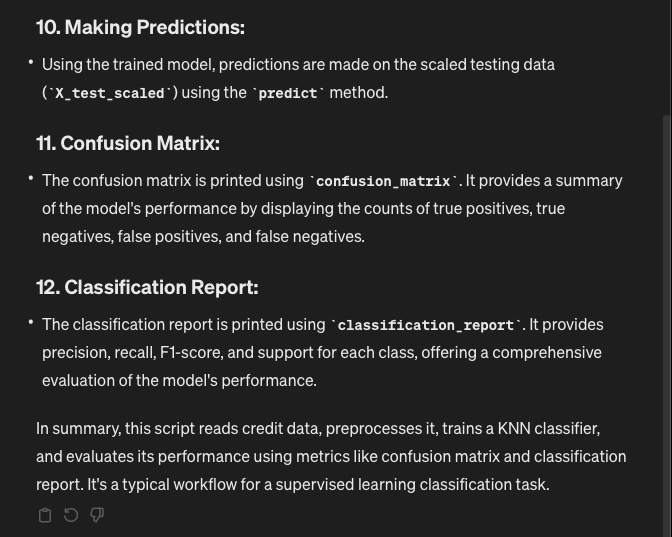 10. Making Predictions:
• Using the trained model, predictions are made on the scaled testing data
(`X_test_scaled`) using the `predict` method.
11. Confusion Matrix:
• The confusion matrix is printed using `confusion_matrix`. It provides a summary
of the model's performance by displaying the counts of true positives, true
negatives, false positives, and false negatives.
12. Classification Report:
• The classification report is printed using `classification_report`. It provides
precision, recall, F1-score, and support for each class, offering a comprehensive
evaluation of the model's performance.
In summary, this script reads credit data, preprocesses it, trains a KNN classifier,
and evaluates its performance using metrics like confusion matrix and classification
report. It's a typical workflow for a supervised learning classification task.